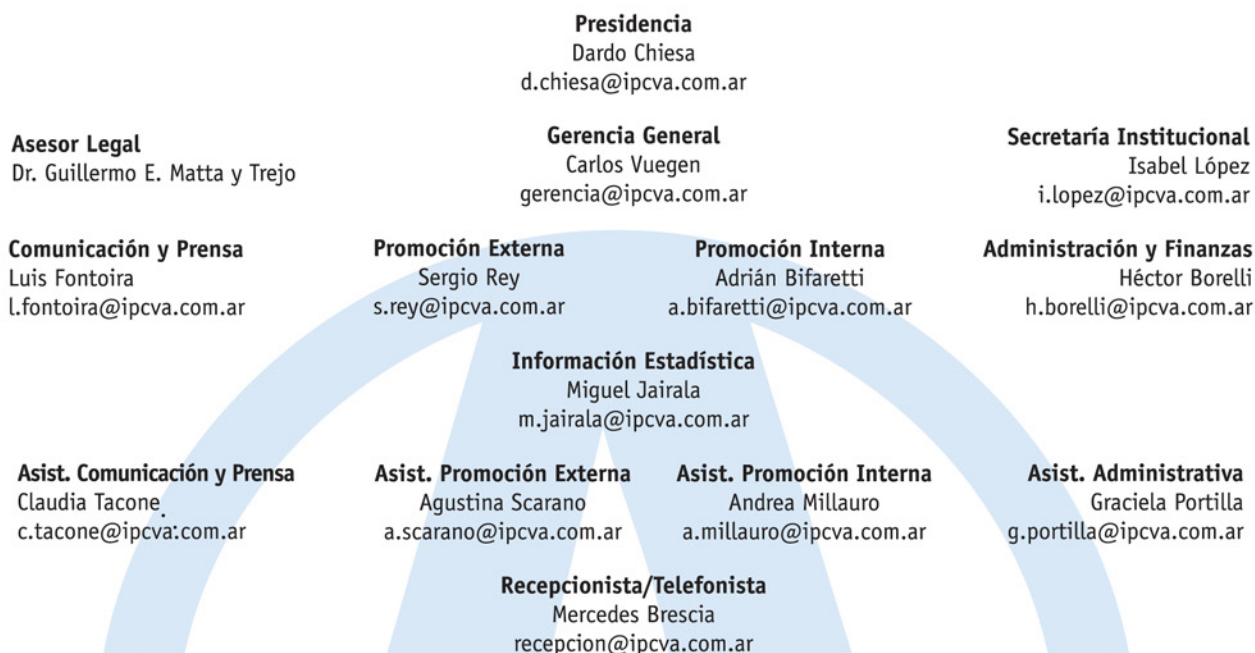 Presidencia
Dardo Chiesa
d.chiesa@ipcva.com.ar
Asesor Legal
Dr. Guillermo E. Matta y Trejo
Gerencia General
Carlos Vuegen
gerencia@ipcva.com.ar
Secretaría Institucional
Isabel López
i.lopez@ipcva.com.ar
Comunicación y Prensa
Luis Fontoira
l.fontoira@ipcva.com.ar
Promoción Externa
Sergio Rey
s.rey@ipcva.com.ar
Promoción Interna
Adrián Bifaretti
a.bifaretti@ipcva.com.ar
Administración y Finanzas
Héctor Borelli
h.borelli@ipcva.com.ar
Información Estadística
Miguel Jairala
m.jairala@ipcva.com.ar
Asist. Comunicación y Prensa
Claudia Tacone
c.tacone@ipcva.com.ar
Asist. Promoción Externa
Agustina Scarano
a.scarano@ipcva.com.ar
Asist. Promoción Interna
Andrea Millauro
a.millauro@ipcva.com.ar
Asist. Administrativa
Graciela Portilla
g.portilla@ipcva.com.ar
Recepcionista/Telefonista
Mercedes Brescia
recepcion@ipcva.com.ar